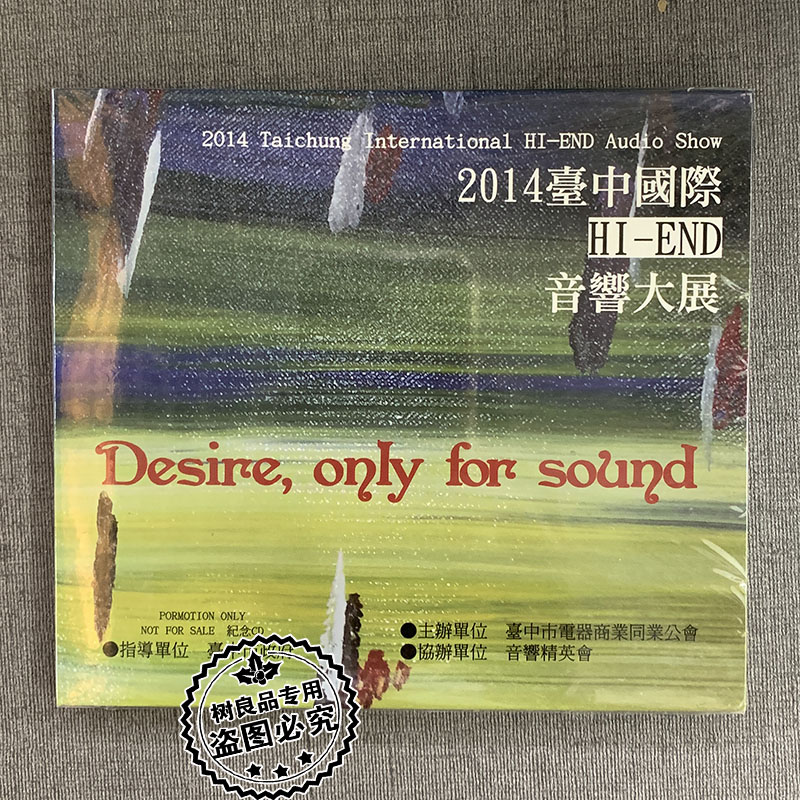 2014 Taichung International HI-END Audio Show
2014臺中國際
HI-END
音響大展
Desire, only for sound
PORMOTION ONLY
NOT FOR SALE 紀念CD
●指導單位
●主辦單位 臺中市電器商業同業公會
●協辦單位 音響精英會
树良品专用
盗图必究